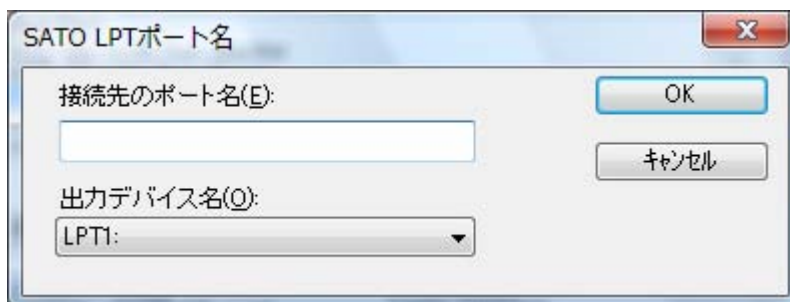 SATO LPTポート名
接続先のポート名(E):
OK
キャンセル
出力デバイス名(O):
LPT1: